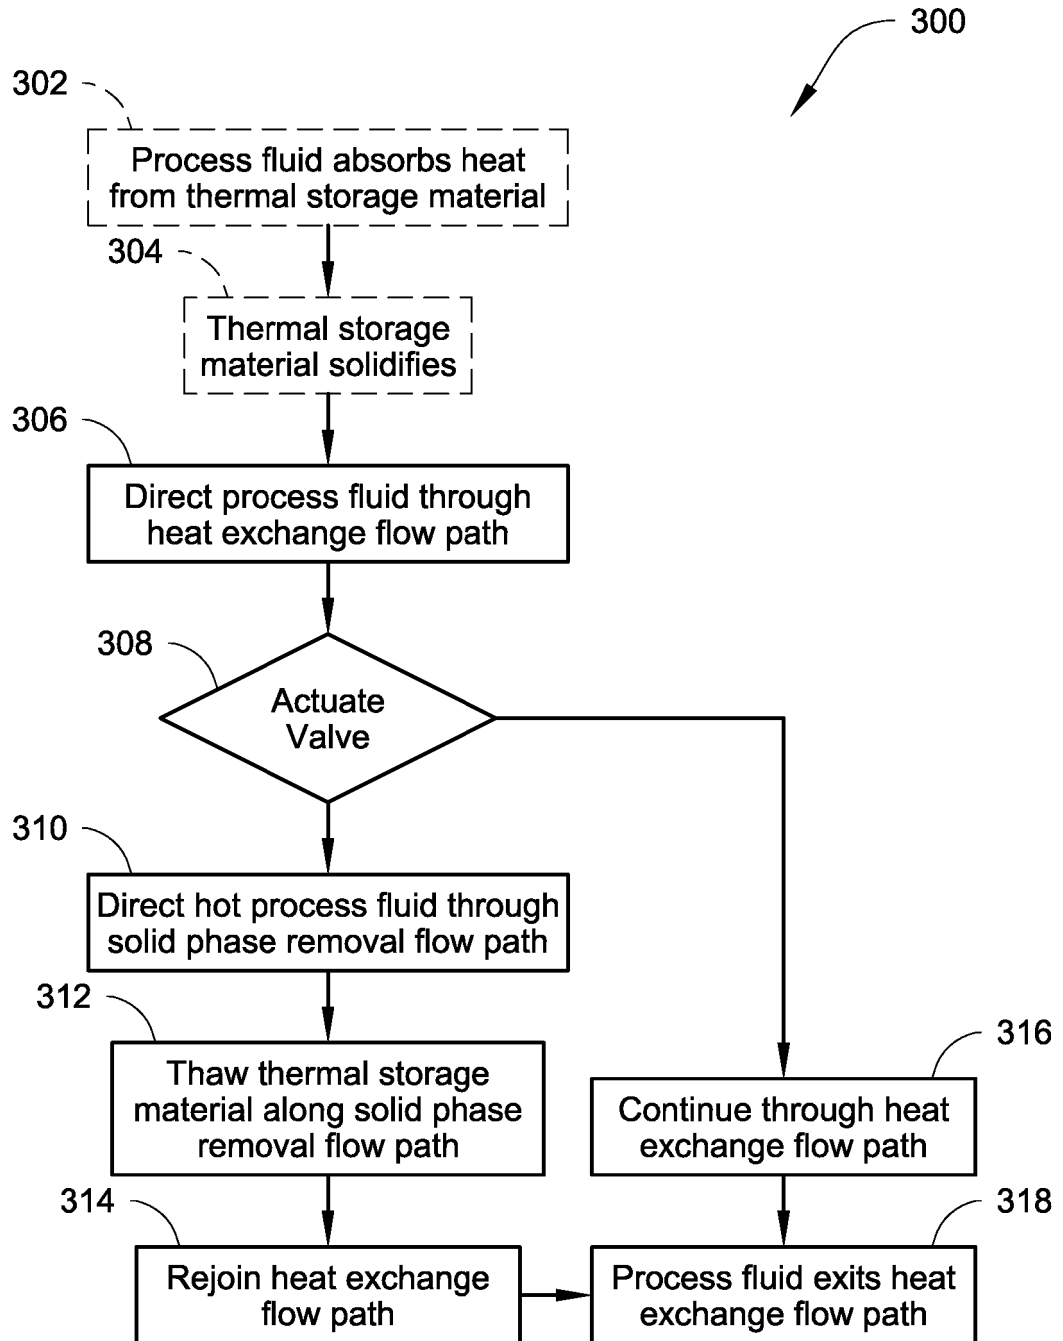 300
302
Process fluid absorbs heat
from thermal storage material
304
Thermal storage
material solidifies
306
Direct process fluid through
heat exchange flow path
308
Actuate
Valve
310
Direct hot process fluid through
solid phase removal flow path
312
Thaw thermal storage
material along solid phase
removal flow path
316
Continue through heat
exchange flow path
314
Rejoin heat exchange
flow path
318
Process fluid exits heat
exchange flow path